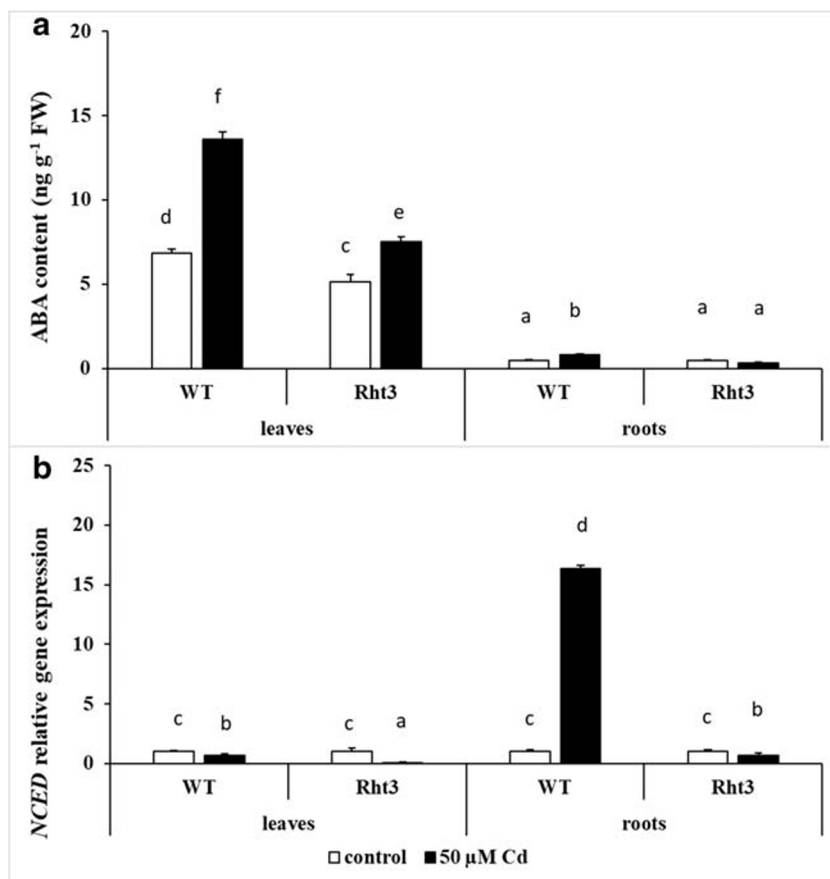 a
ABA content (ng g⁻¹ FW)
20
15
10
5
0
d
f
c
e
a
b
a
a
WT
Rht3
WT
Rht3
leaves
roots
b
NCED relative gene expression
25
20
15
10
5
0
c
b
c
a
c
d
c
b
WT
Rht3
WT
Rht3
leaves
roots
control
50 µM Cd